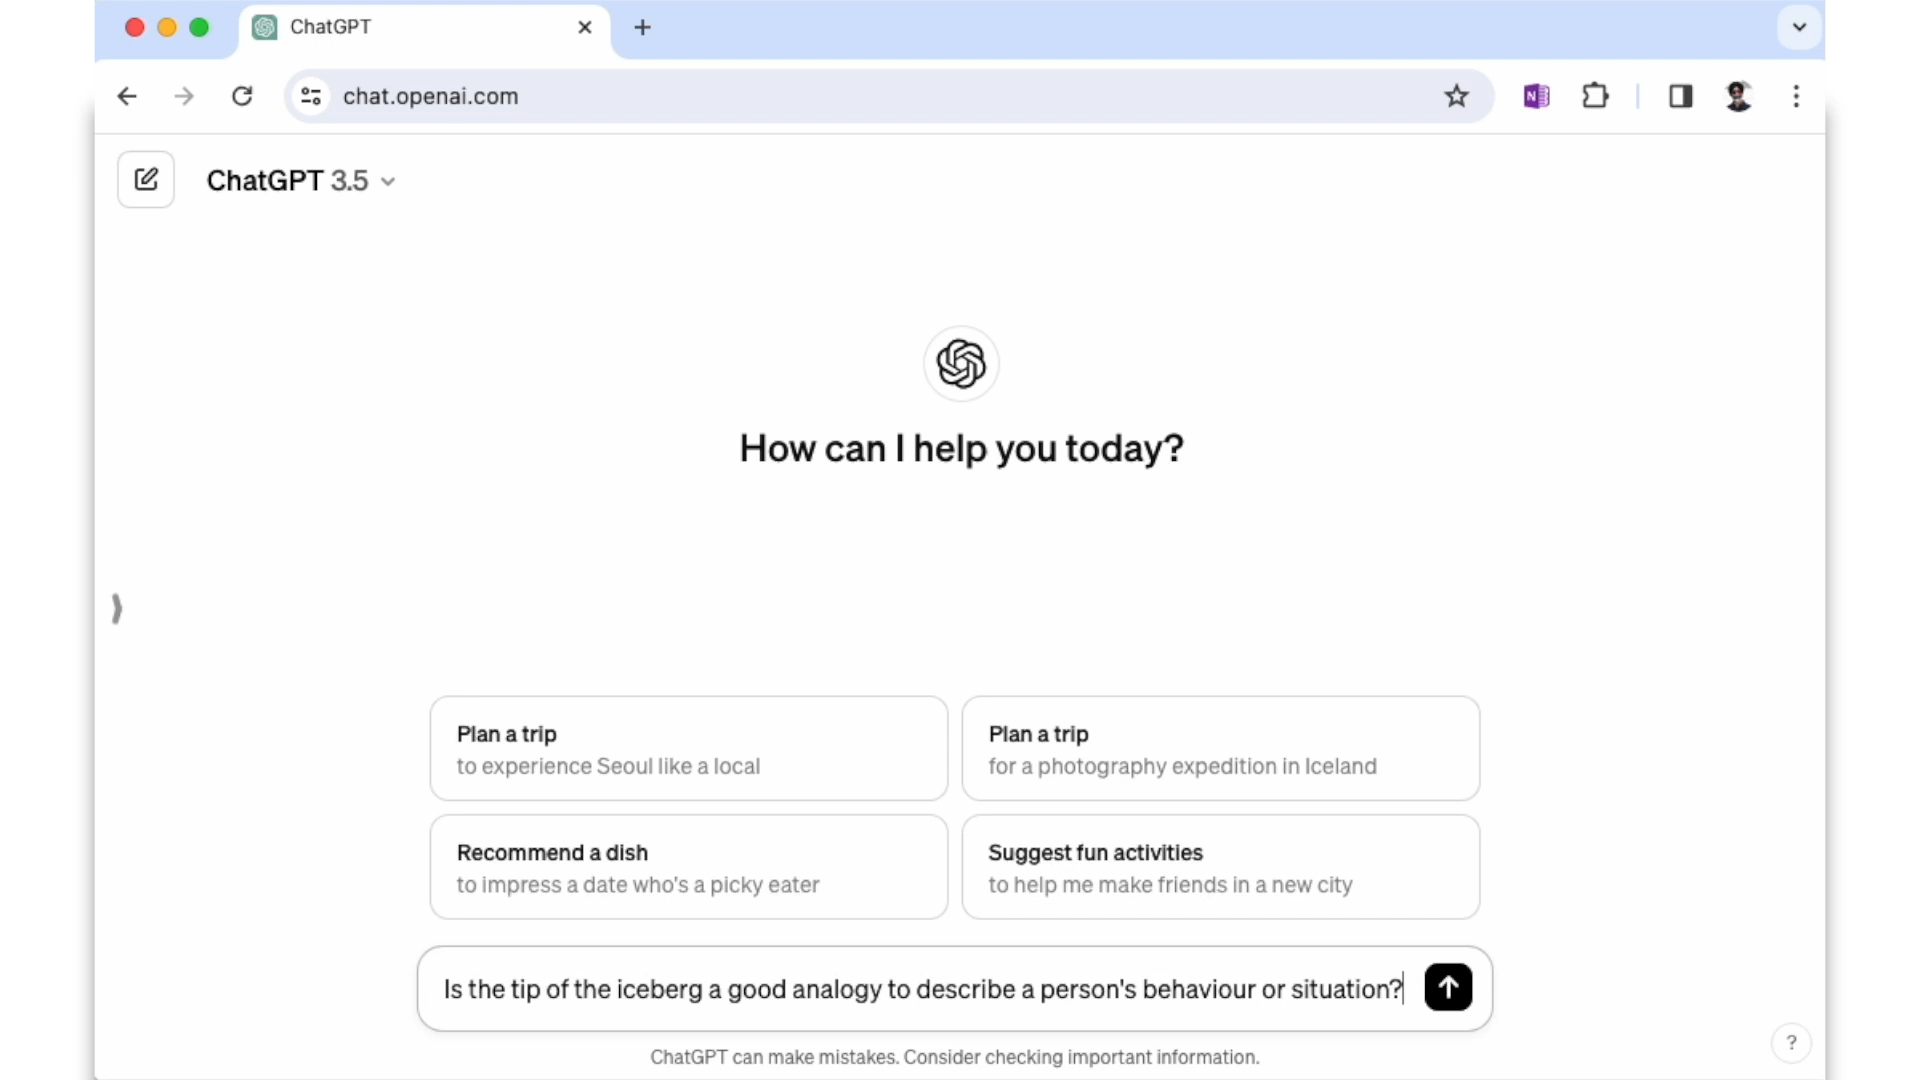 ChatGPT
chat.openai.com
N
ChatGPT 3.5
How can I help you today?
Plan a trip
to experience Seoul like a local
Plan a trip
for a photography expedition in Iceland
Recommend a dish
to impress a date who's a picky eater
Suggest fun activities
to help me make friends in a new city
Is the tip of the iceberg a good analogy to describe a person's behaviour or situation?
ChatGPT can make mistakes. Consider checking important information.
?